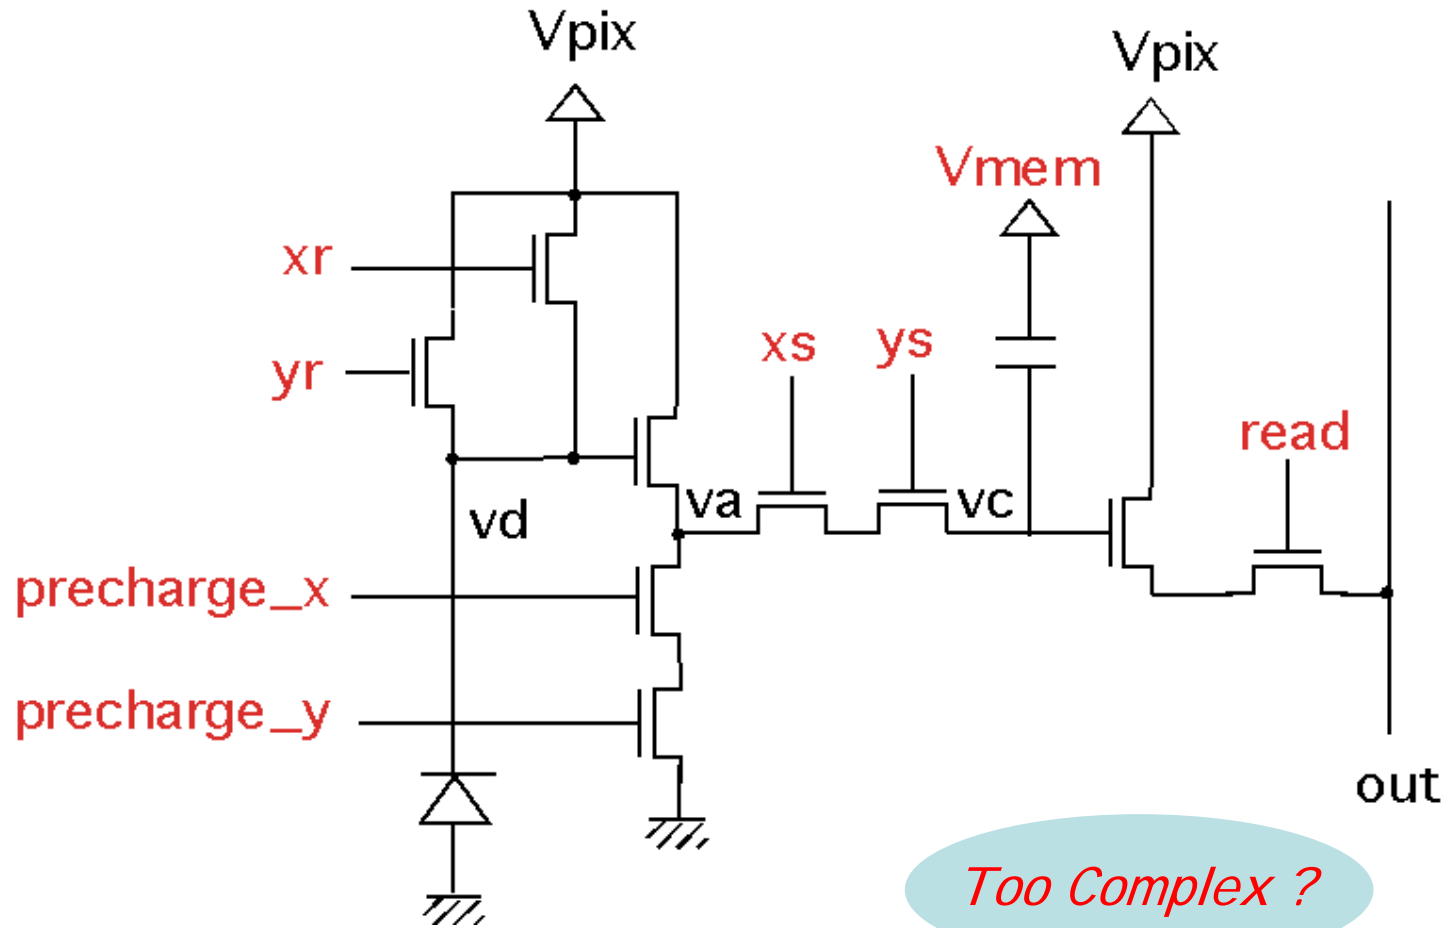 Vpix
Vpix
Vmem
xr
xs
ys
yr
read
va
vc
vd
precharge_x
precharge_y
out
Too Complex ?